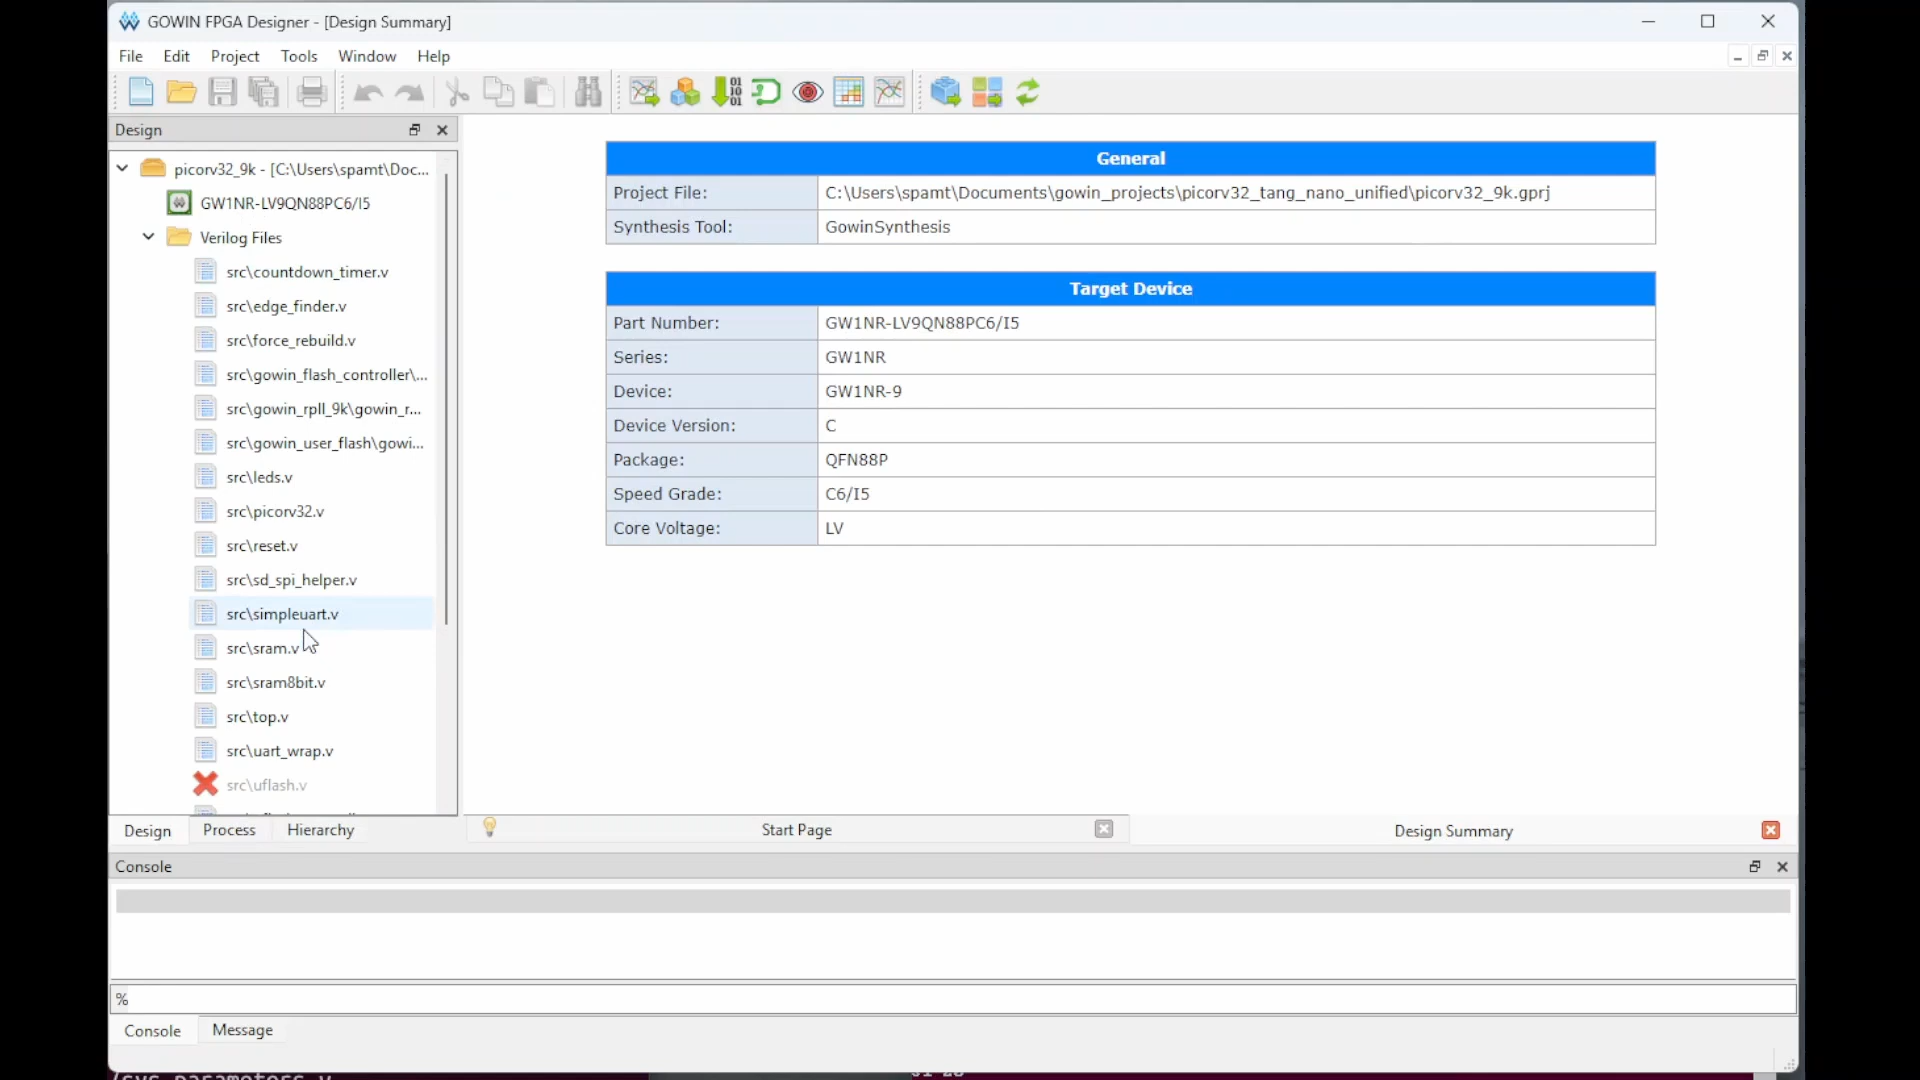 GOWIN FPGA Designer - [Design Summary]
File Edit Project Tools Window Help
Design
picorv32_9k - [C:\Users\spamt\Doc...
GW1NR-LV9QN88PC6/I5
Verilog Files
src\countdown_timer.v
src\edge_finder.v
src\force_rebuild.v
src\gowin_flash_controller\...
src\gowin_rpll_9k\gowin_r...
src\gowin_user_flash\gowi...
src\leds.v
src\picorv32.v
src\reset.v
src\sd_spi_helper.v
src\simpleuart.v
src\sram.v
src\sram8bit.v
src\top.v
src\uart_wrap.v
src\uflash.v
Design Process Hierarchy
General
Project File: C:\Users\spamt\Documents\gowin_projects\picorv32_tang_nano_unified\picorv32_9k.gprj
Synthesis Tool: GowinSynthesis
Target Device
Part Number: GW1NR-LV9QN88PC6/I5
Series: GW1NR
Device: GW1NR-9
Device Version: C
Package: QFN88P
Speed Grade: C6/I5
Core Voltage: LV
Start Page
Design Summary
Console
%
Console Message